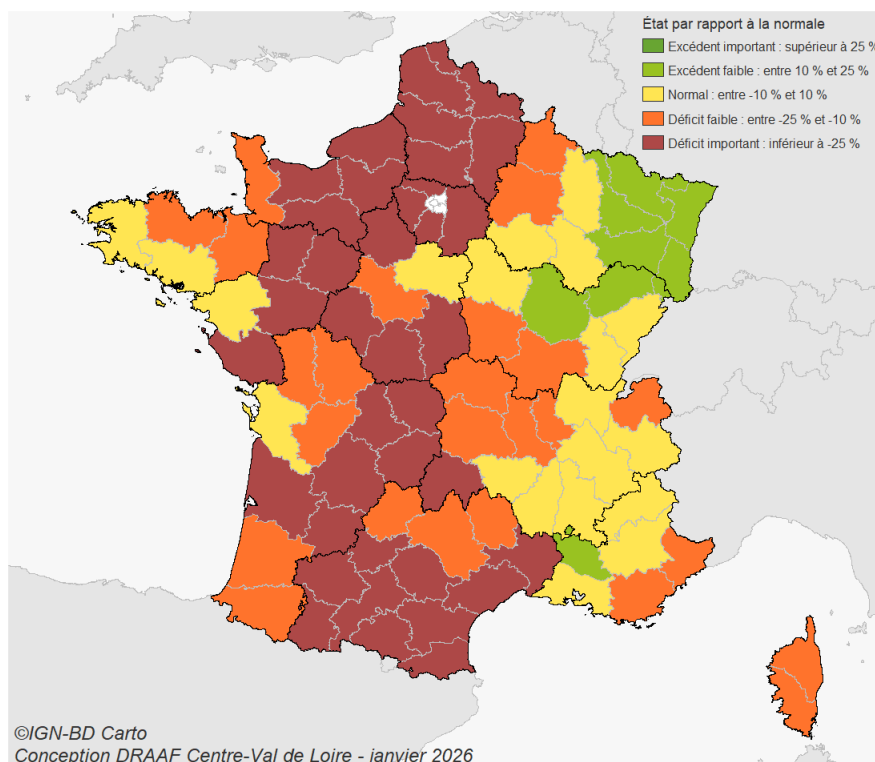 État par rapport à la normale
Excédent important : supérieur à 25 %
Excédent faible : entre 10 % et 25 %
Normal : entre -10 % et 10 %
Déficit faible : entre -25 % et -10 %
Déficit important : inférieur à -25 %
©IGN-BD Carto
Conception DRAAF Centre-Val de Loire - janvier 2026